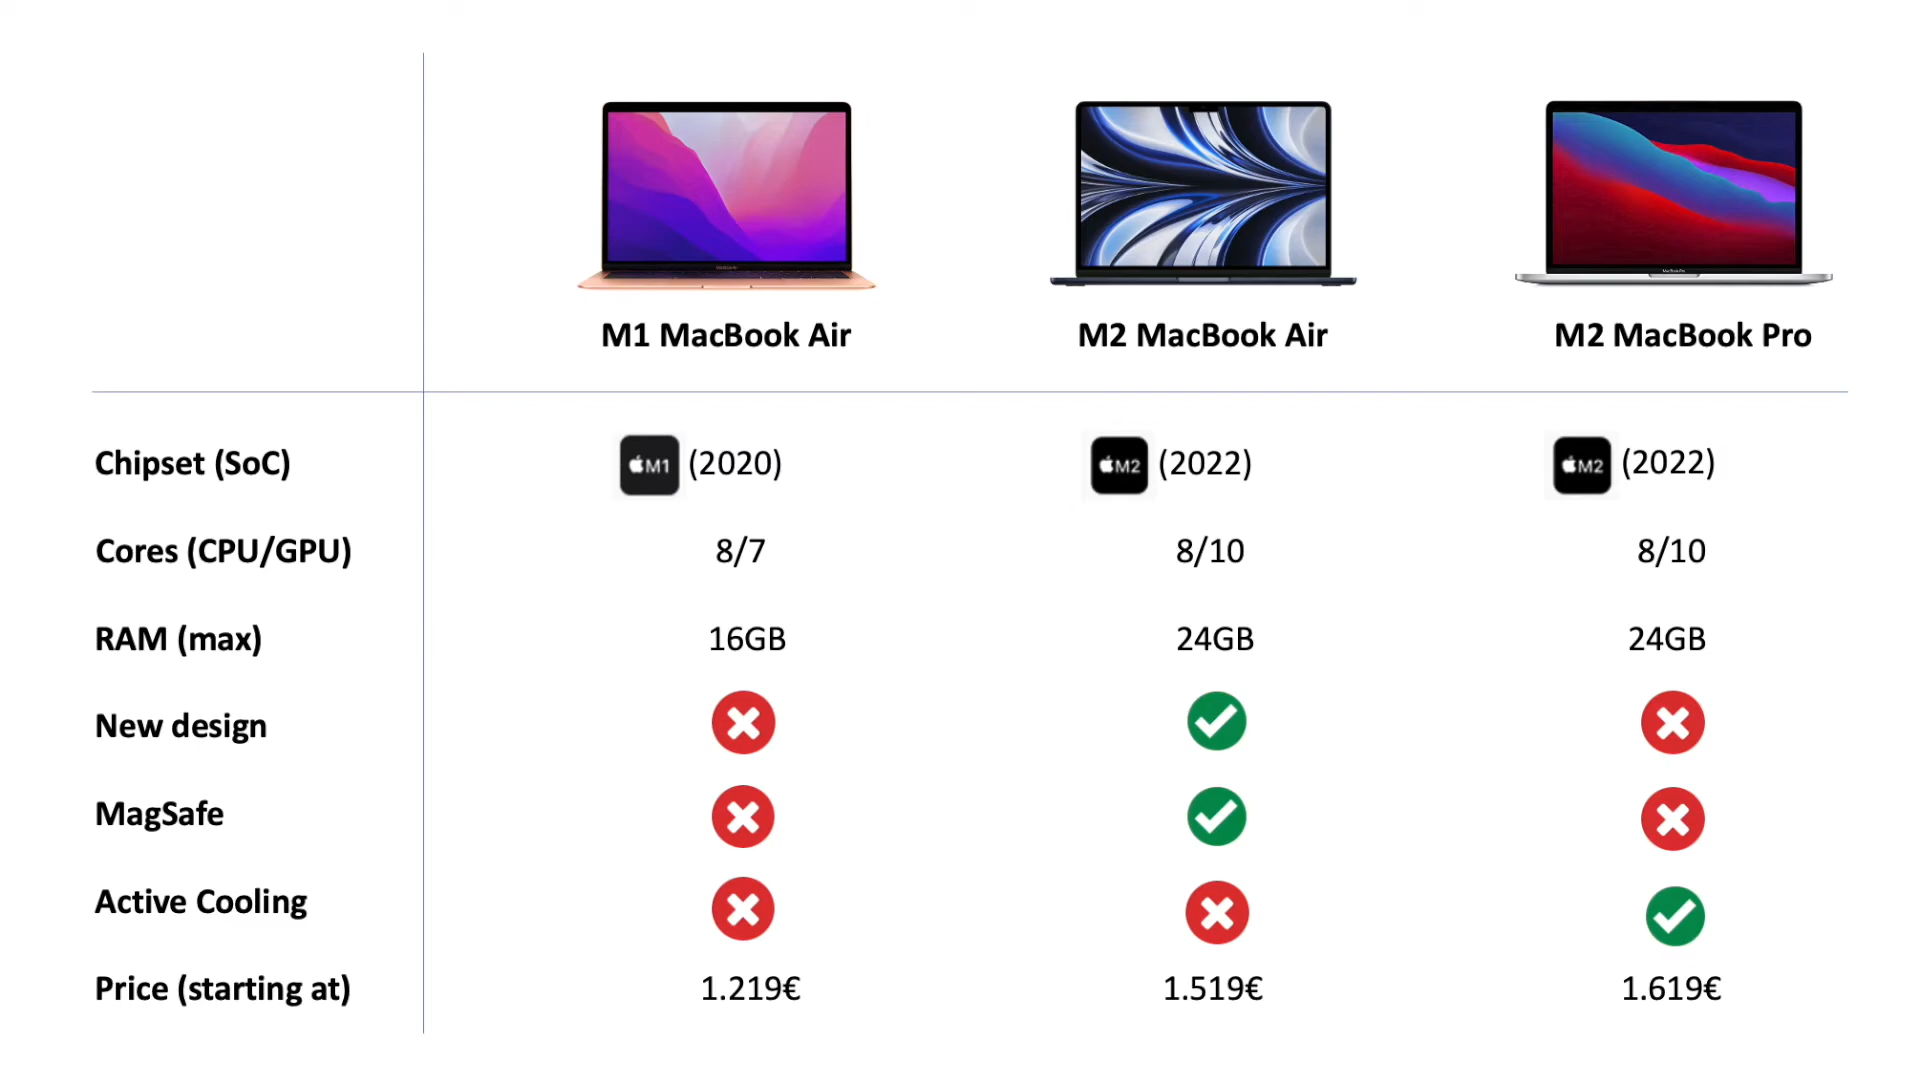 M1 MacBook Air M2 MacBook Air M2 MacBook Pro
Chipset (SoC) M1 (2020) M2 (2022) M2 (2022)
Cores (CPU/GPU) 8/7 8/10 8/10
RAM (max) 16GB 24GB 24GB
New design
MagSafe
Active Cooling
Price (starting at) 1.219€ 1.519€ 1.619€